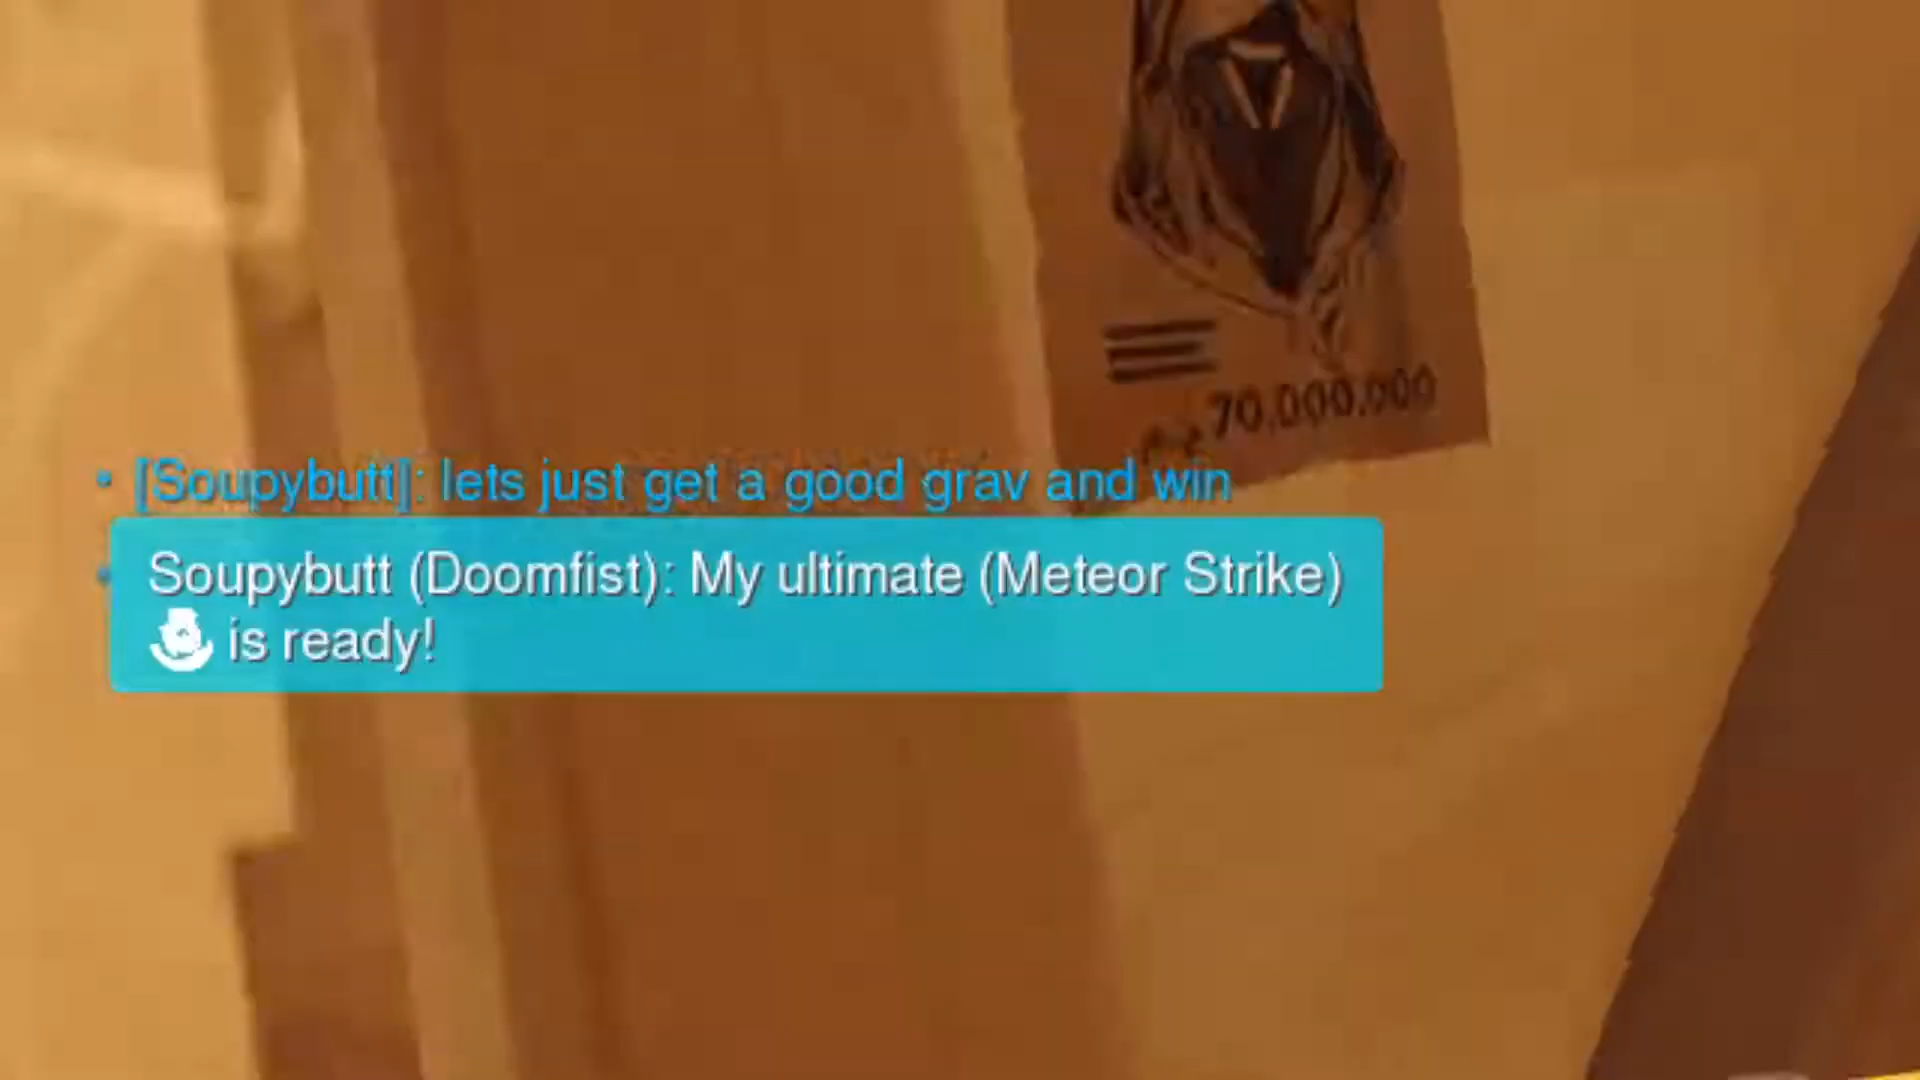 70,000,000
[Soupybutt]: lets just get a good grav and win
Soupybutt (Doomfist): My ultimate (Meteor Strike)
is ready!